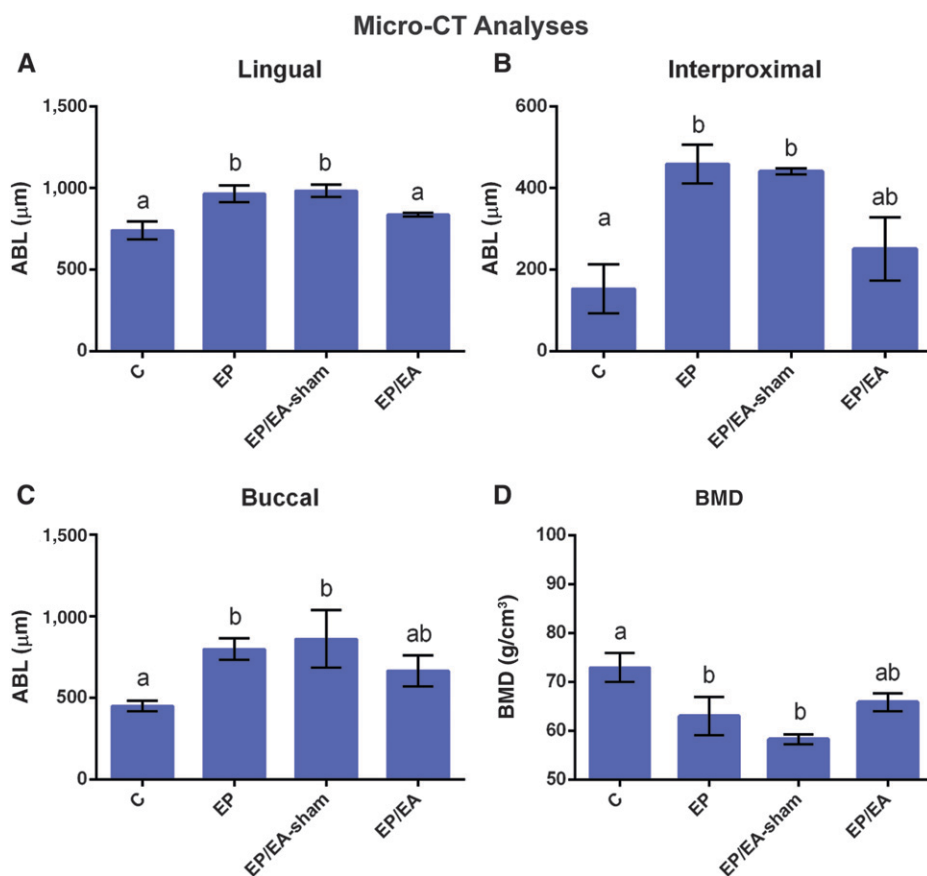 Micro-CT Analyses
A
Lingual
1,500
1,000
500
0
ABL (μm)
a
b
b
a
C
EP
EP/EA-sham
EP/EA
B
Interproximal
600
400
200
0
ABL (μm)
a
b
b
ab
C
EP
EP/EA-sham
EP/EA
C
Buccal
1,500
1,000
500
0
ABL (μm)
a
b
b
ab
C
EP
EP/EA-sham
EP/EA
D
BMD
100
90
80
70
60
50
BMD (g/cm³)
a
b
b
ab
C
EP
EP/EA-sham
EP/EA